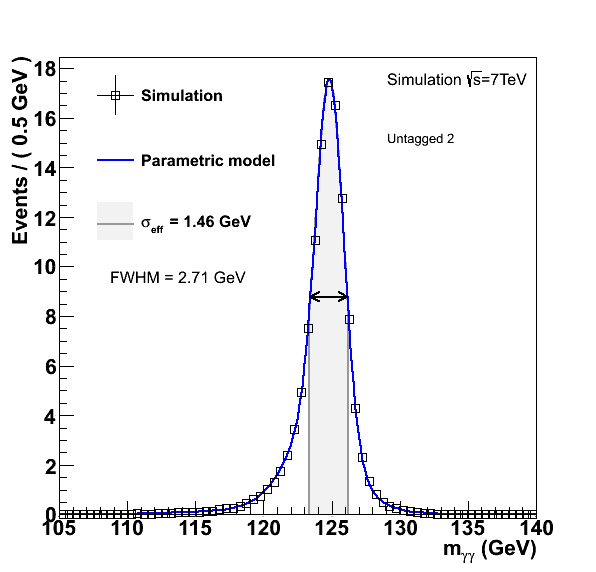 Events / ( 0.5 GeV )
18
16
14
12
10
8
6
4
2
0
Simulation
Parametric model
σeff = 1.46 GeV
FWHM = 2.71 GeV
Simulation √s=7TeV
Untagged 2
105 110 115 120 125 130 135 140
mγγ (GeV)